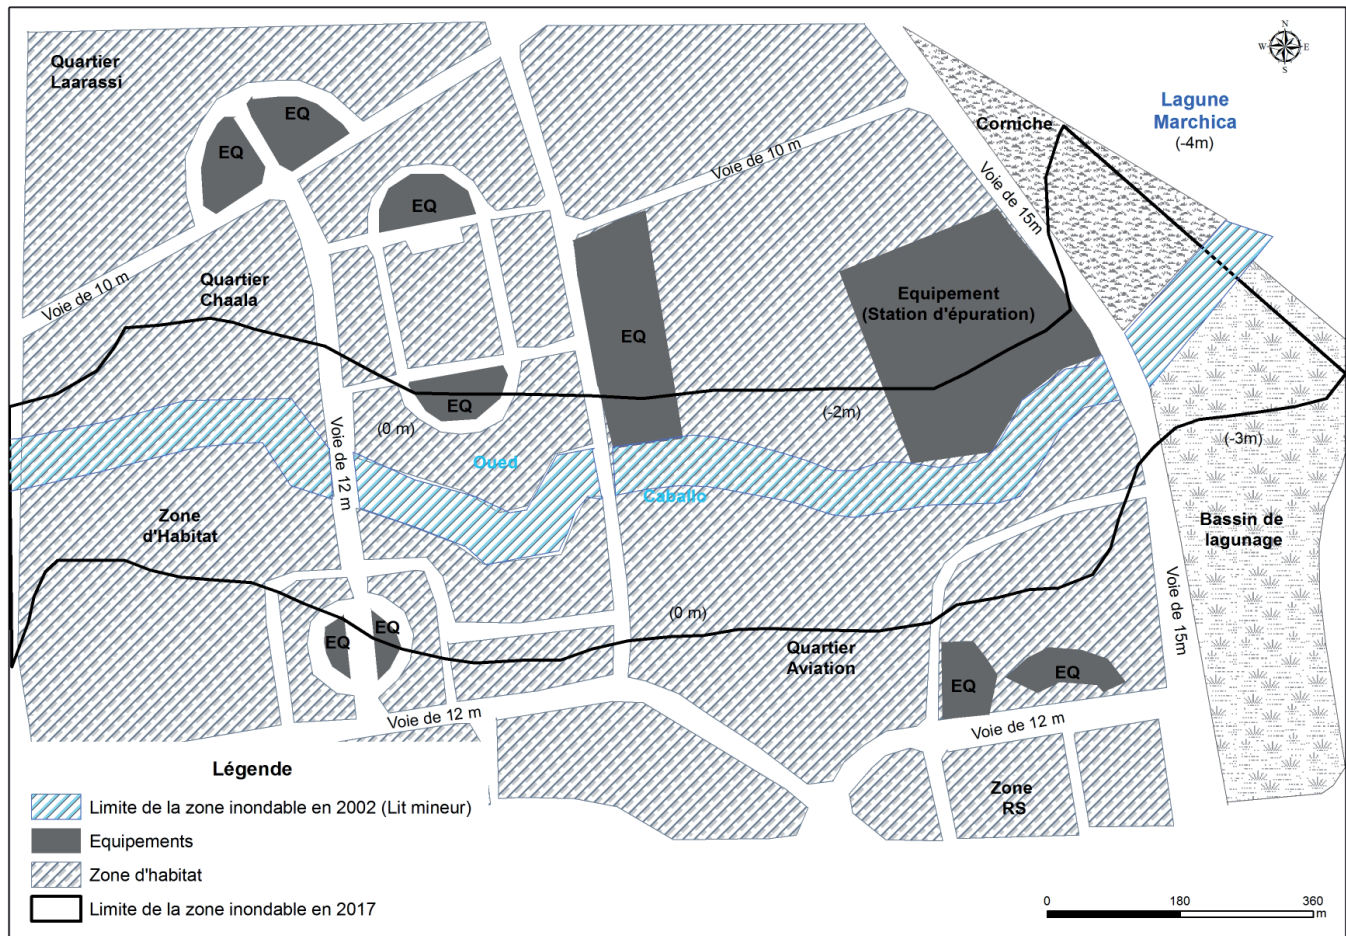 Quartier
Laarassi
N
W
E
S
Lagune
Marchica
(-4m)
EQ
EQ
Corniche
Voie de 10 m
Voie de 15m
EQ
Quartier
Chaala
Voie de 10 m
Equipement
(Station d'épuration)
EQ
EQ
(0 m)
(-2m)
(-3m)
Oued
Caballo
Voie de 12 m
Zone
d'Habitat
Bassin de
lagunage
(0 m)
Voie de 15m
EQ
EQ
Quartier
Aviation
EQ
EQ
Voie de 12 m
Voie de 12 m
Zone
RS
Légende
Limite de la zone inondable en 2002 (Lit mineur)
Equipements
Zone d'habitat
Limite de la zone inondable en 2017
0
180
360
m